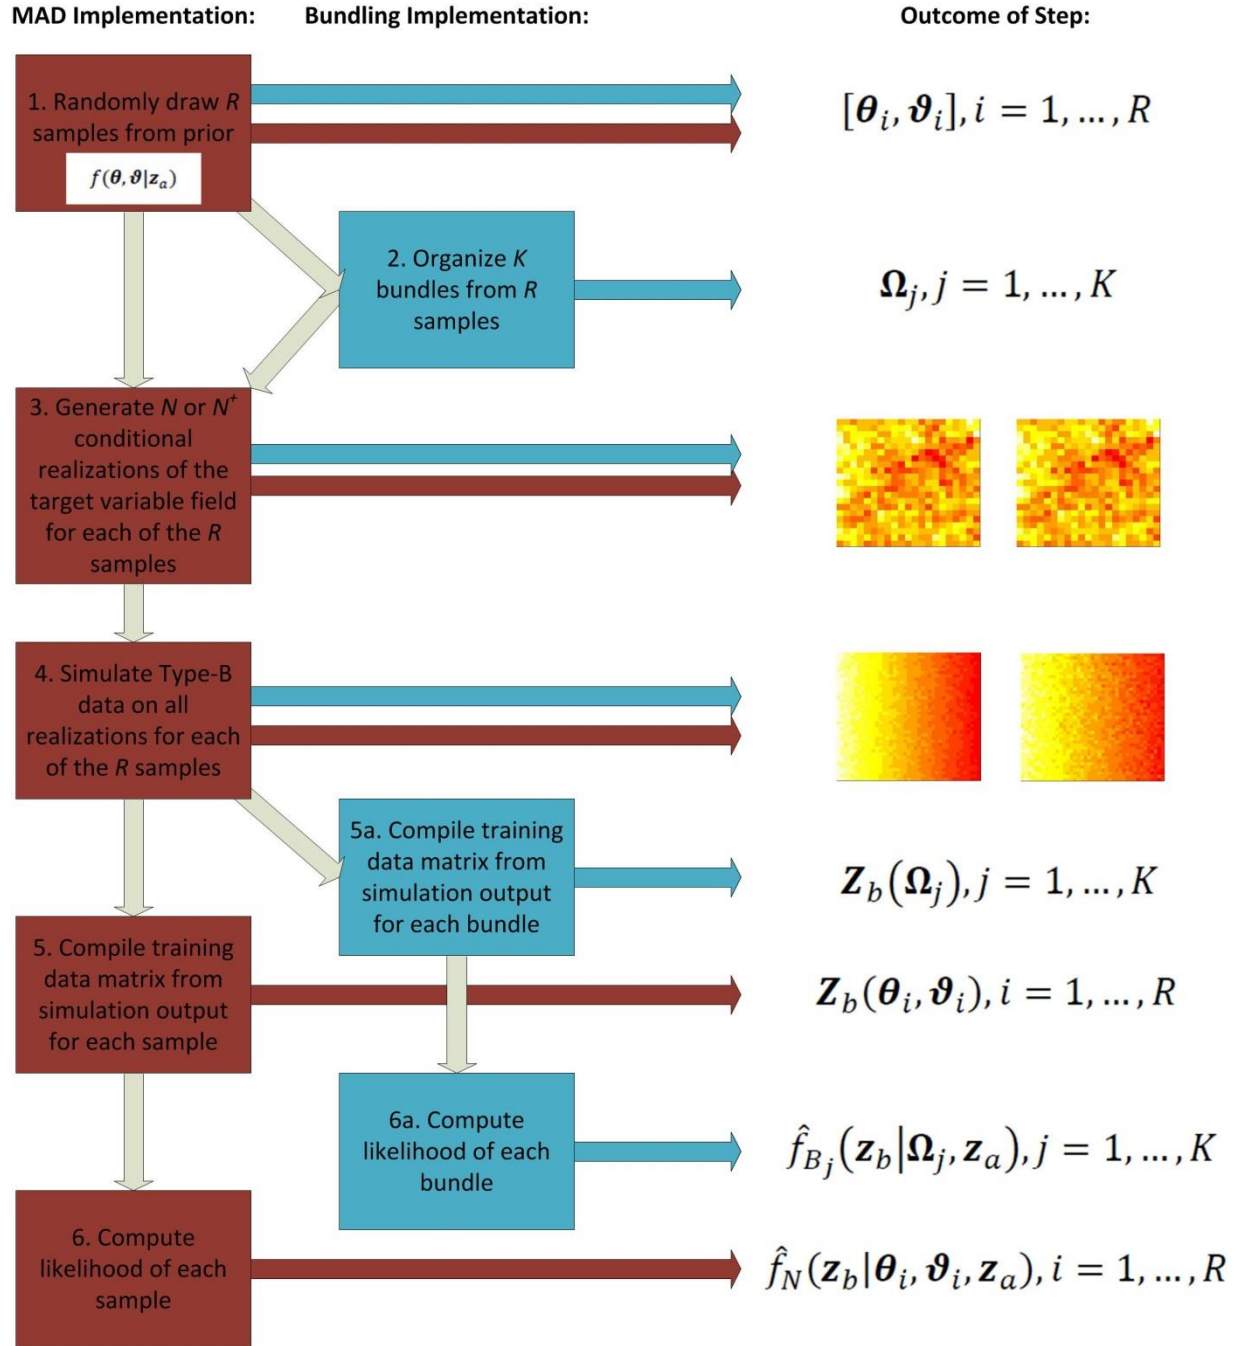 MAD Implementation:
Bundling Implementation:
Outcome of Step:
1. Randomly draw R
samples from prior
f(θ, ϑ|z_a)
[θ_i, ϑ_i], i = 1, ..., R
2. Organize K
bundles from R
samples
Ω_j, j = 1, ..., K
3. Generate N or N⁺
conditional
realizations of the
target variable field
for each of the R
samples
4. Simulate Type-B
data on all
realizations for each
of the R samples
5a. Compile training
data matrix from
simulation output
for each bundle
Z_b(Ω_j), j = 1, ..., K
5. Compile training
data matrix from
simulation output
for each sample
Z_b(θ_i, ϑ_i), i = 1, ..., R
6a. Compute
likelihood of each
bundle
f̂_{B_j}(z_b|Ω_j, z_a), j = 1, ..., K
6. Compute
likelihood of each
sample
f̂_N(z_b|θ_i, ϑ_i, z_a), i = 1, ..., R